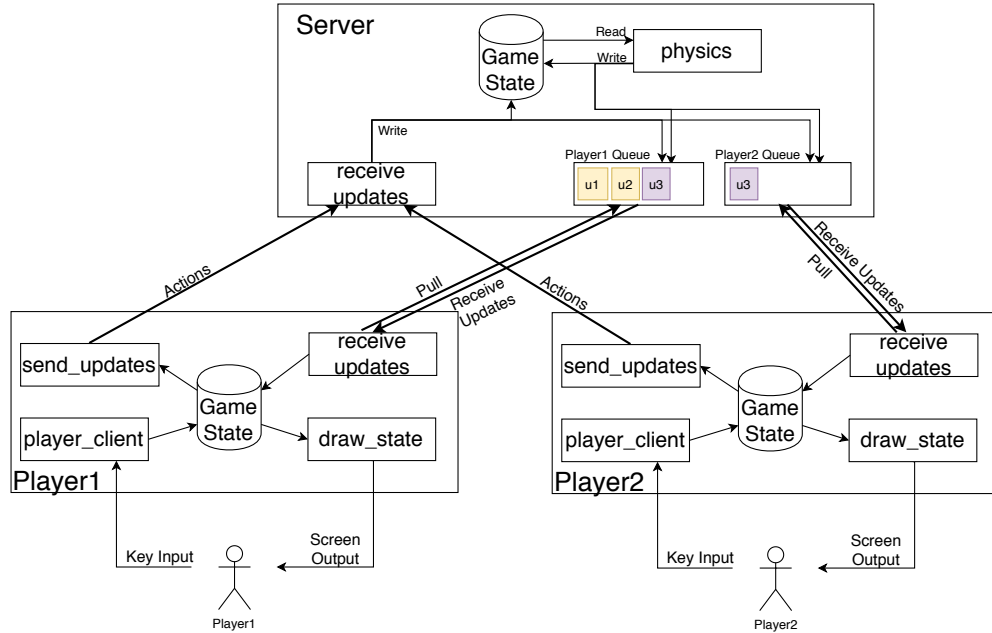 Server
Game
State
Read
Write
physics
Write
receive
updates
Player1 Queue
u1
u2
u3
Player2 Queue
u3
Actions
Pull
Receive
Updates
Actions
Receive Updates
Pull
send_updates
receive
updates
Game
State
player_client
draw_state
Player1
send_updates
receive
updates
Game
State
player_client
draw_state
Player2
Key Input
Screen
Output
Player1
Key Input
Screen
Output
Player2